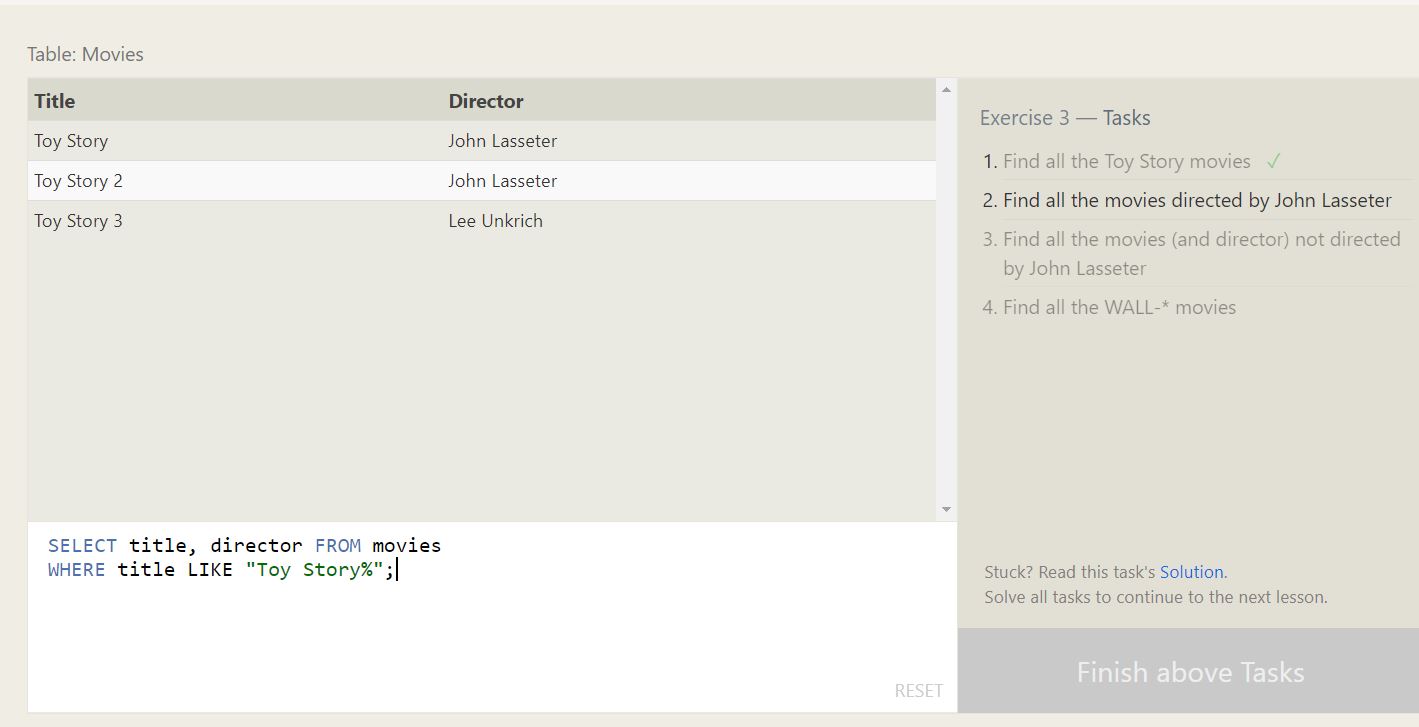 Table: Movies
Title Director
Toy Story John Lasseter
Toy Story 2 John Lasseter
Toy Story 3 Lee Unkrich
SELECT title, director FROM movies
WHERE title LIKE "Toy Story%";
RESET
Exercise 3 — Tasks
1. Find all the Toy Story movies ✓
2. Find all the movies directed by John Lasseter
3. Find all the movies (and director) not directed
by John Lasseter
4. Find all the WALL-* movies
Stuck? Read this task's Solution.
Solve all tasks to continue to the next lesson.
Finish above Tasks